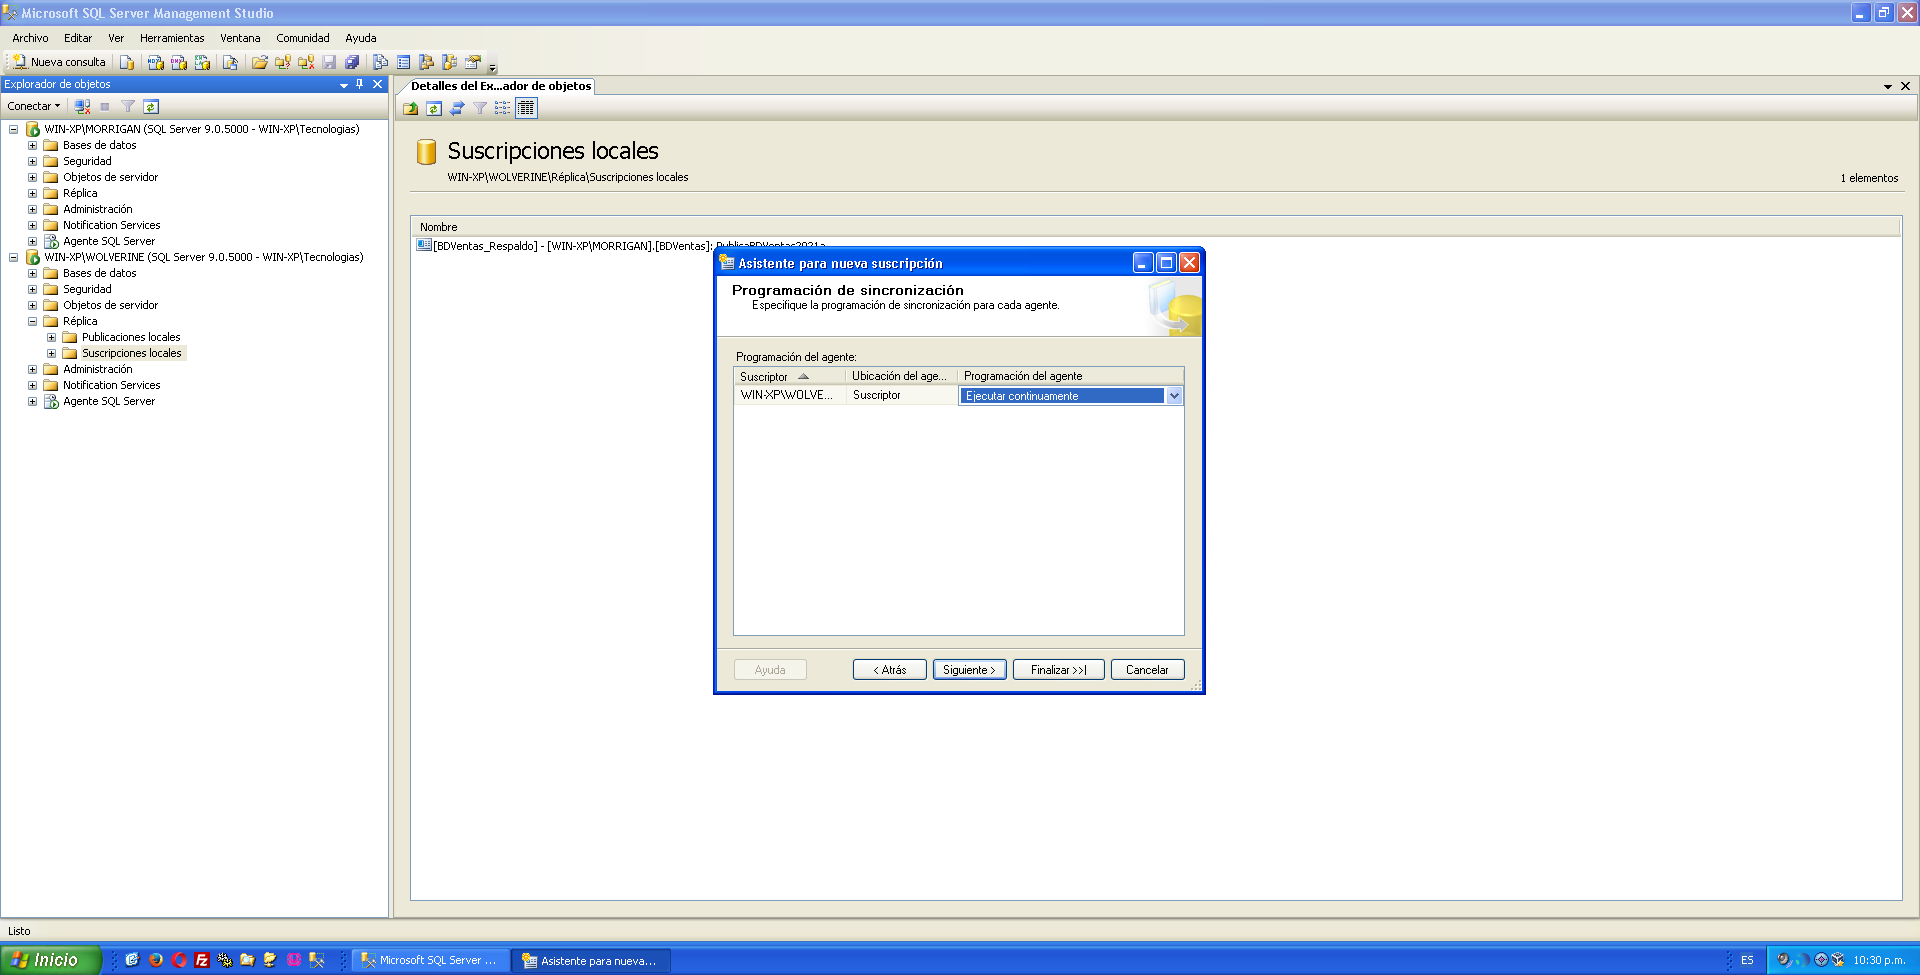 Microsoft SQL Server Management Studio
Archivo Editar Ver Herramientas Ventana Comunidad Ayuda
Nueva consulta
Explorador de objetos
Conectar
WIN-XP\MORRIGAN (SQL Server 9.0.5000 - WIN-XP\Tecnologias)
Bases de datos
Seguridad
Objetos de servidor
Réplica
Administración
Notification Services
Agente SQL Server
WIN-XP\WOLVERINE (SQL Server 9.0.5000 - WIN-XP\Tecnologias)
Bases de datos
Seguridad
Objetos de servidor
Réplica
Publicaciones locales
Suscripciones locales
Administración
Notification Services
Agente SQL Server
Detalles del Ex...ador de objetos
Suscripciones locales
WIN-XP\WOLVERINE\Réplica\Suscripciones locales
1 elementos
Nombre
[BDVentas_Respaldo] - [WIN-XP\MORRIGAN].[BDVentas]: PublicaBDVentas2021a
Asistente para nueva suscripción
Programación de sincronización
Especifique la programación de sincronización para cada agente.
Programación del agente:
Suscriptor Ubicación del age... Programación del agente
WIN-XP\WOLVE... Suscriptor Ejecutar continuamente
Ayuda < Atrás Siguiente > Finalizar >>| Cancelar
Listo
Inicio Microsoft SQL Server ... Asistente para nueva... ES 10:30 p.m.